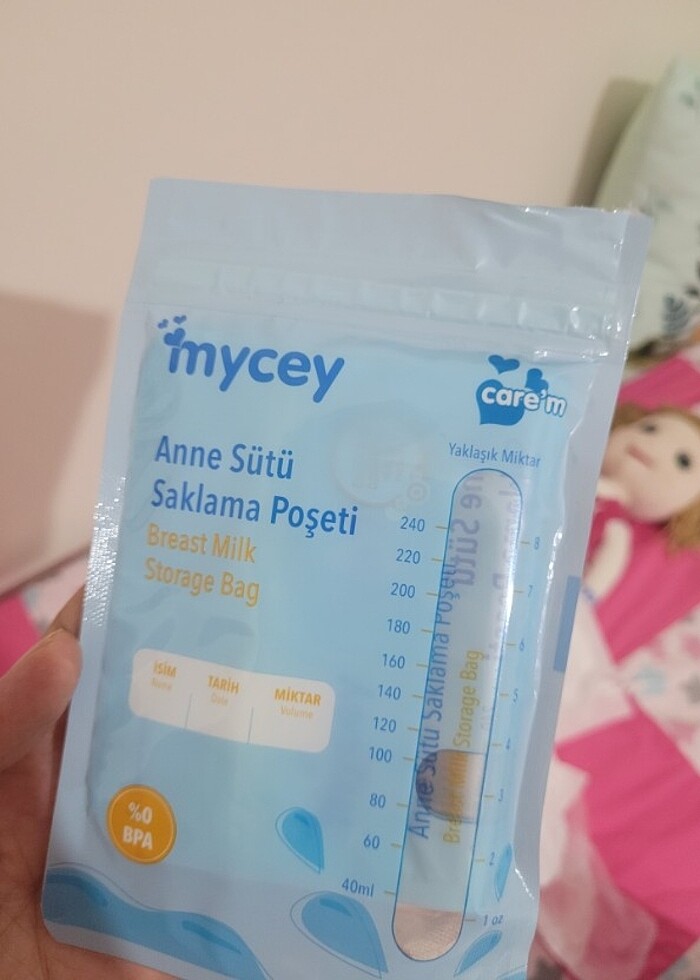 mycey
care'm
Anne Sütü
Saklama Poşeti
Breast Milk
Storage Bag
Yaklaşık Miktar
240
220
200
180
160
140
120
100
80
60
40ml
8
7
6
5
4
3
2
1 oz
Anne Sütü Saklama Poşeti
Storage Bag
İSİM
Name
TARİH
Date
MİKTAR
Volume
%0
BPA